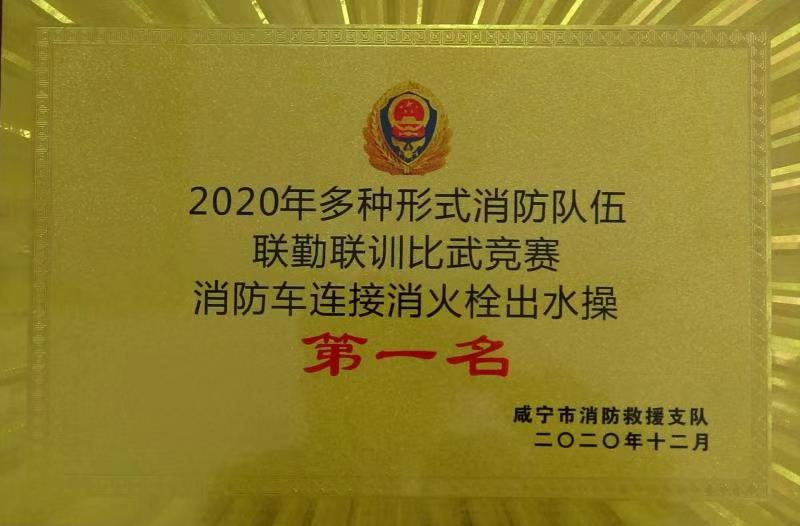 2020年多种形式消防队伍
联勤联训比武竞赛
消防车连接消火栓出水操
第一名
咸宁市消防救援支队
二〇二〇年十二月